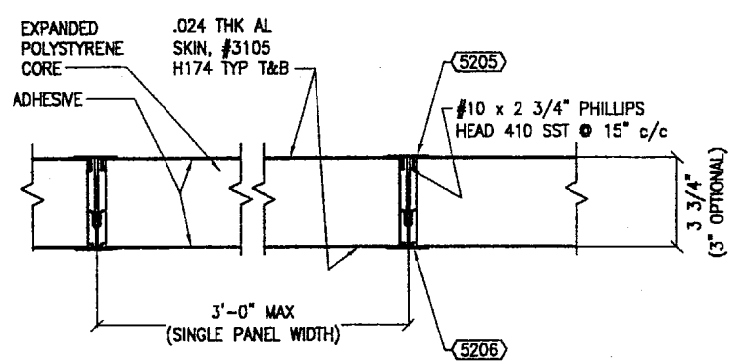 EXPANDED
POLYSTYRENE
CORE
ADHESIVE
.024 THK AL
SKIN, #3105
H174 TYP T&B
5205
#10 x 2 3/4" PHILLIPS
HEAD 410 SST @ 15" c/c
3 3/4"
(3" OPTIONAL)
3'-0" MAX
(SINGLE PANEL WIDTH)
5206